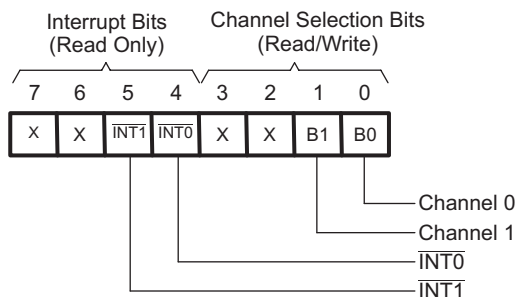 Interrupt Bits Channel Selection Bits
(Read Only) (Read/Write)
7 6 5 4 3 2 1 0
X X INT1 INT0 X X B1 B0
Channel 0
Channel 1
INT0
INT1